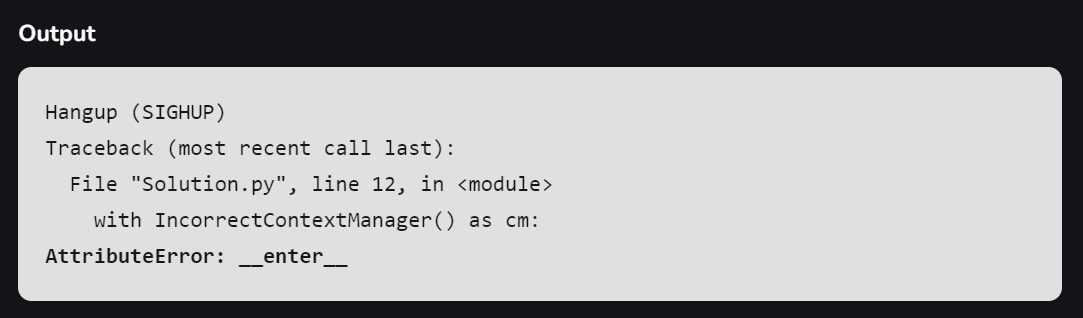 Output
Hangup (SIGHUP)
Traceback (most recent call last):
  File "Solution.py", line 12, in <module>
    with IncorrectContextManager() as cm:
AttributeError: __enter__